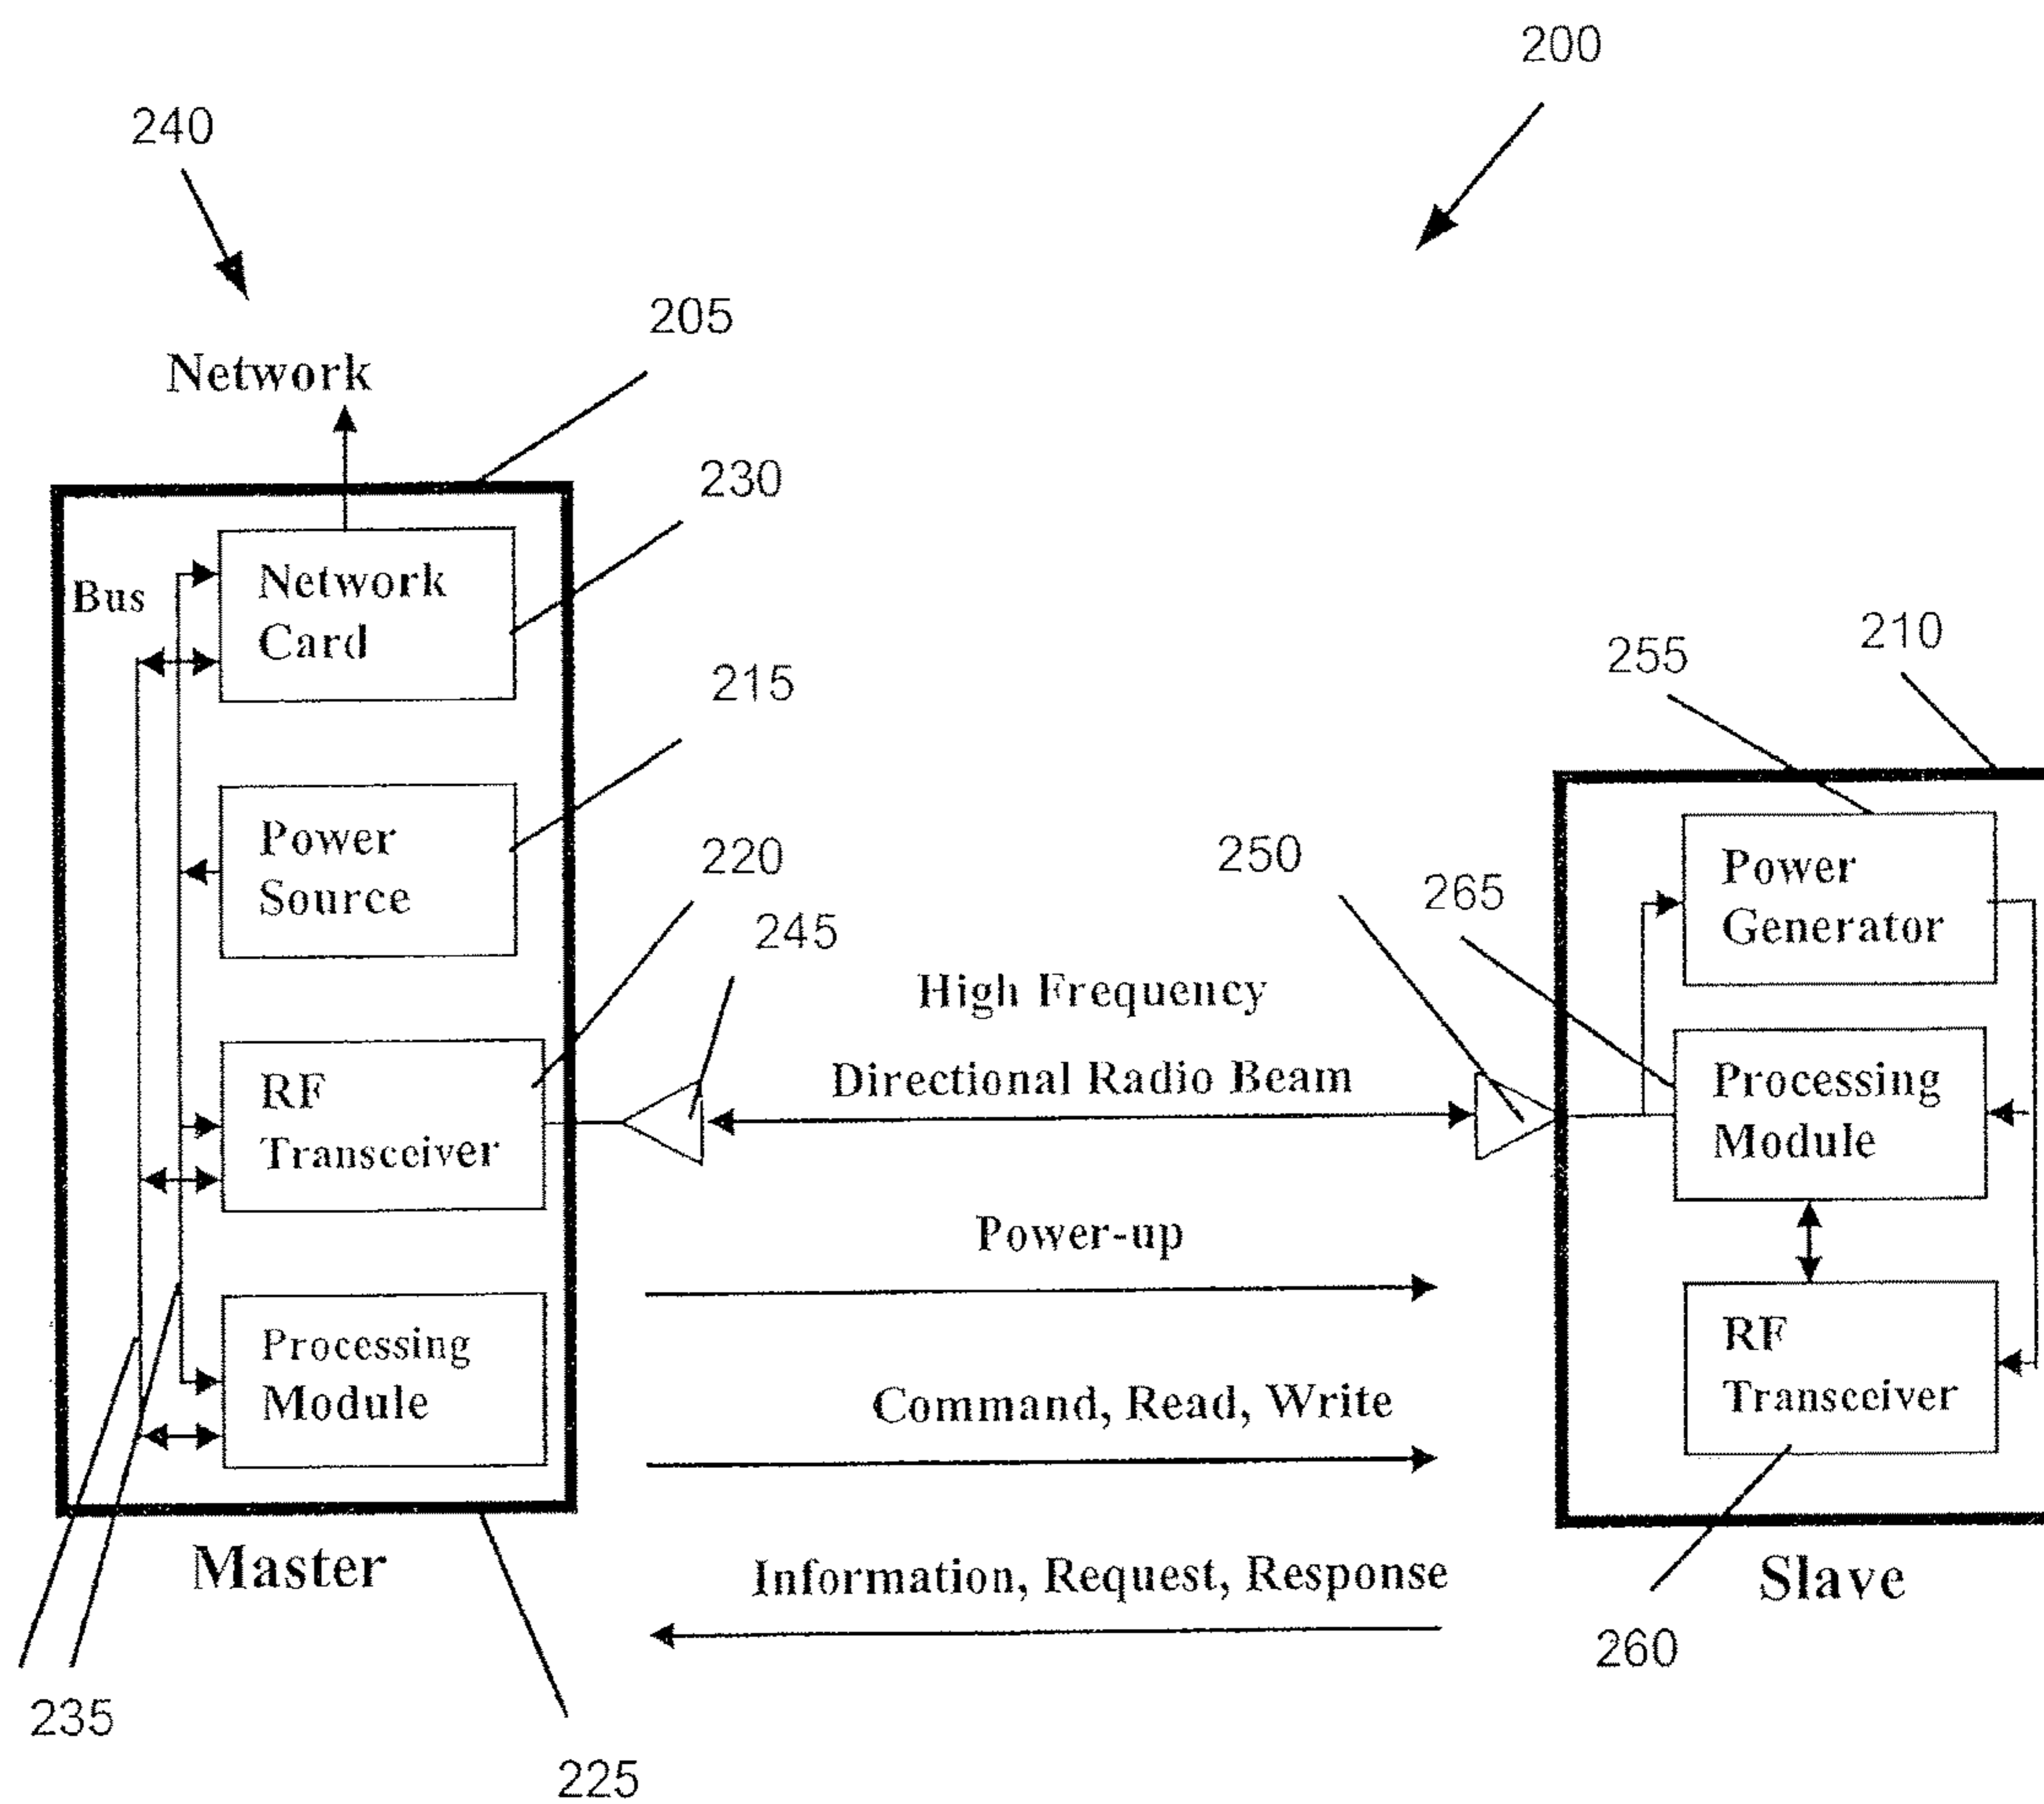 200
240
205
Network
230
Bus
Network
Card
215
Power
Source
220
245
RF
Transceiver
Processing
Module
Master
235
225
High Frequency
Directional Radio Beam
Power-up
Command, Read, Write
Information, Request, Response
250
265
255
210
Power
Generator
Processing
Module
RF
Transceiver
Slave
260